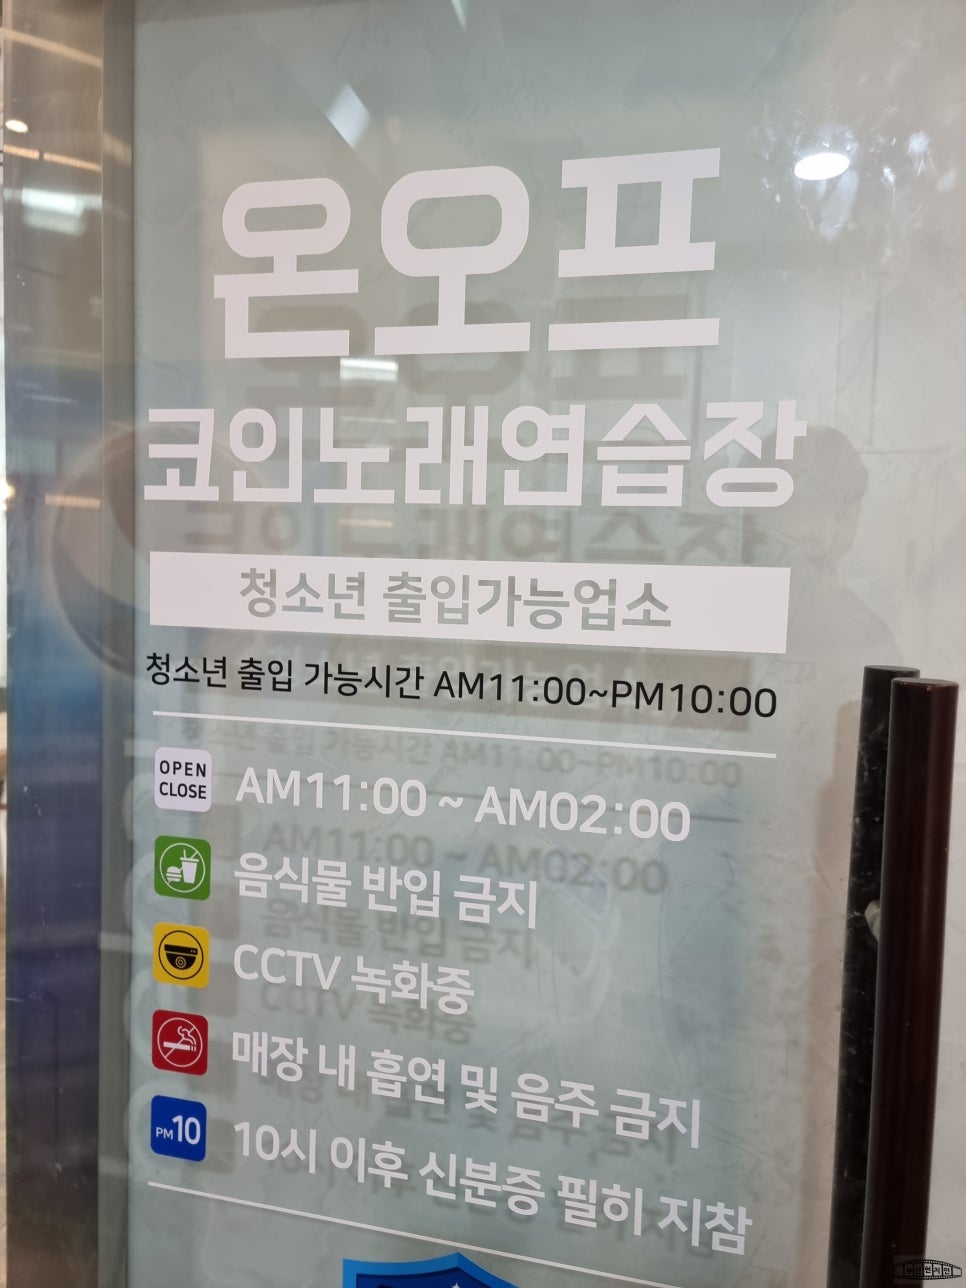 온오프
코인노래연습장
청소년 출입가능업소
청소년 출입 가능시간 AM11:00~PM10:00
OPEN
CLOSE
AM11:00 ~ AM02:00
음식물 반입 금지
CCTV 녹화중
매장 내 흡연 및 음주 금지
PM10
10시 이후 신분증 필히 지참